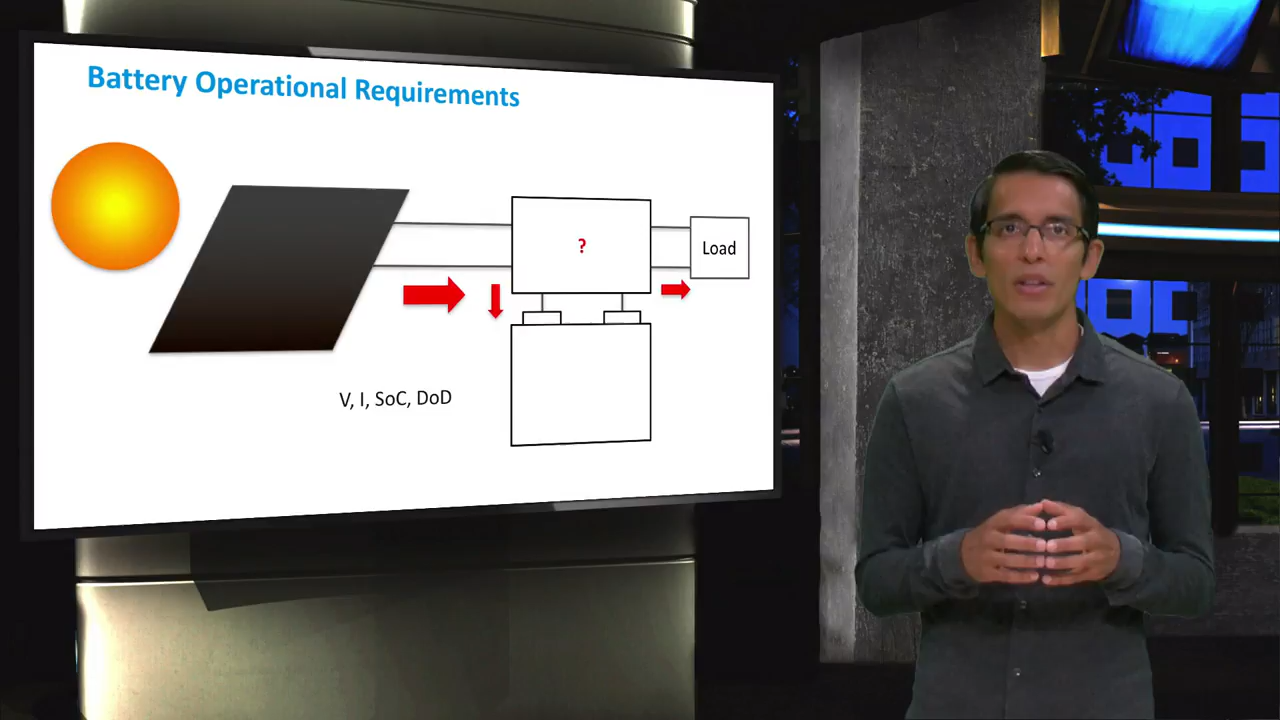 Battery Operational Requirements
?
Load
V, I, SoC, DoD